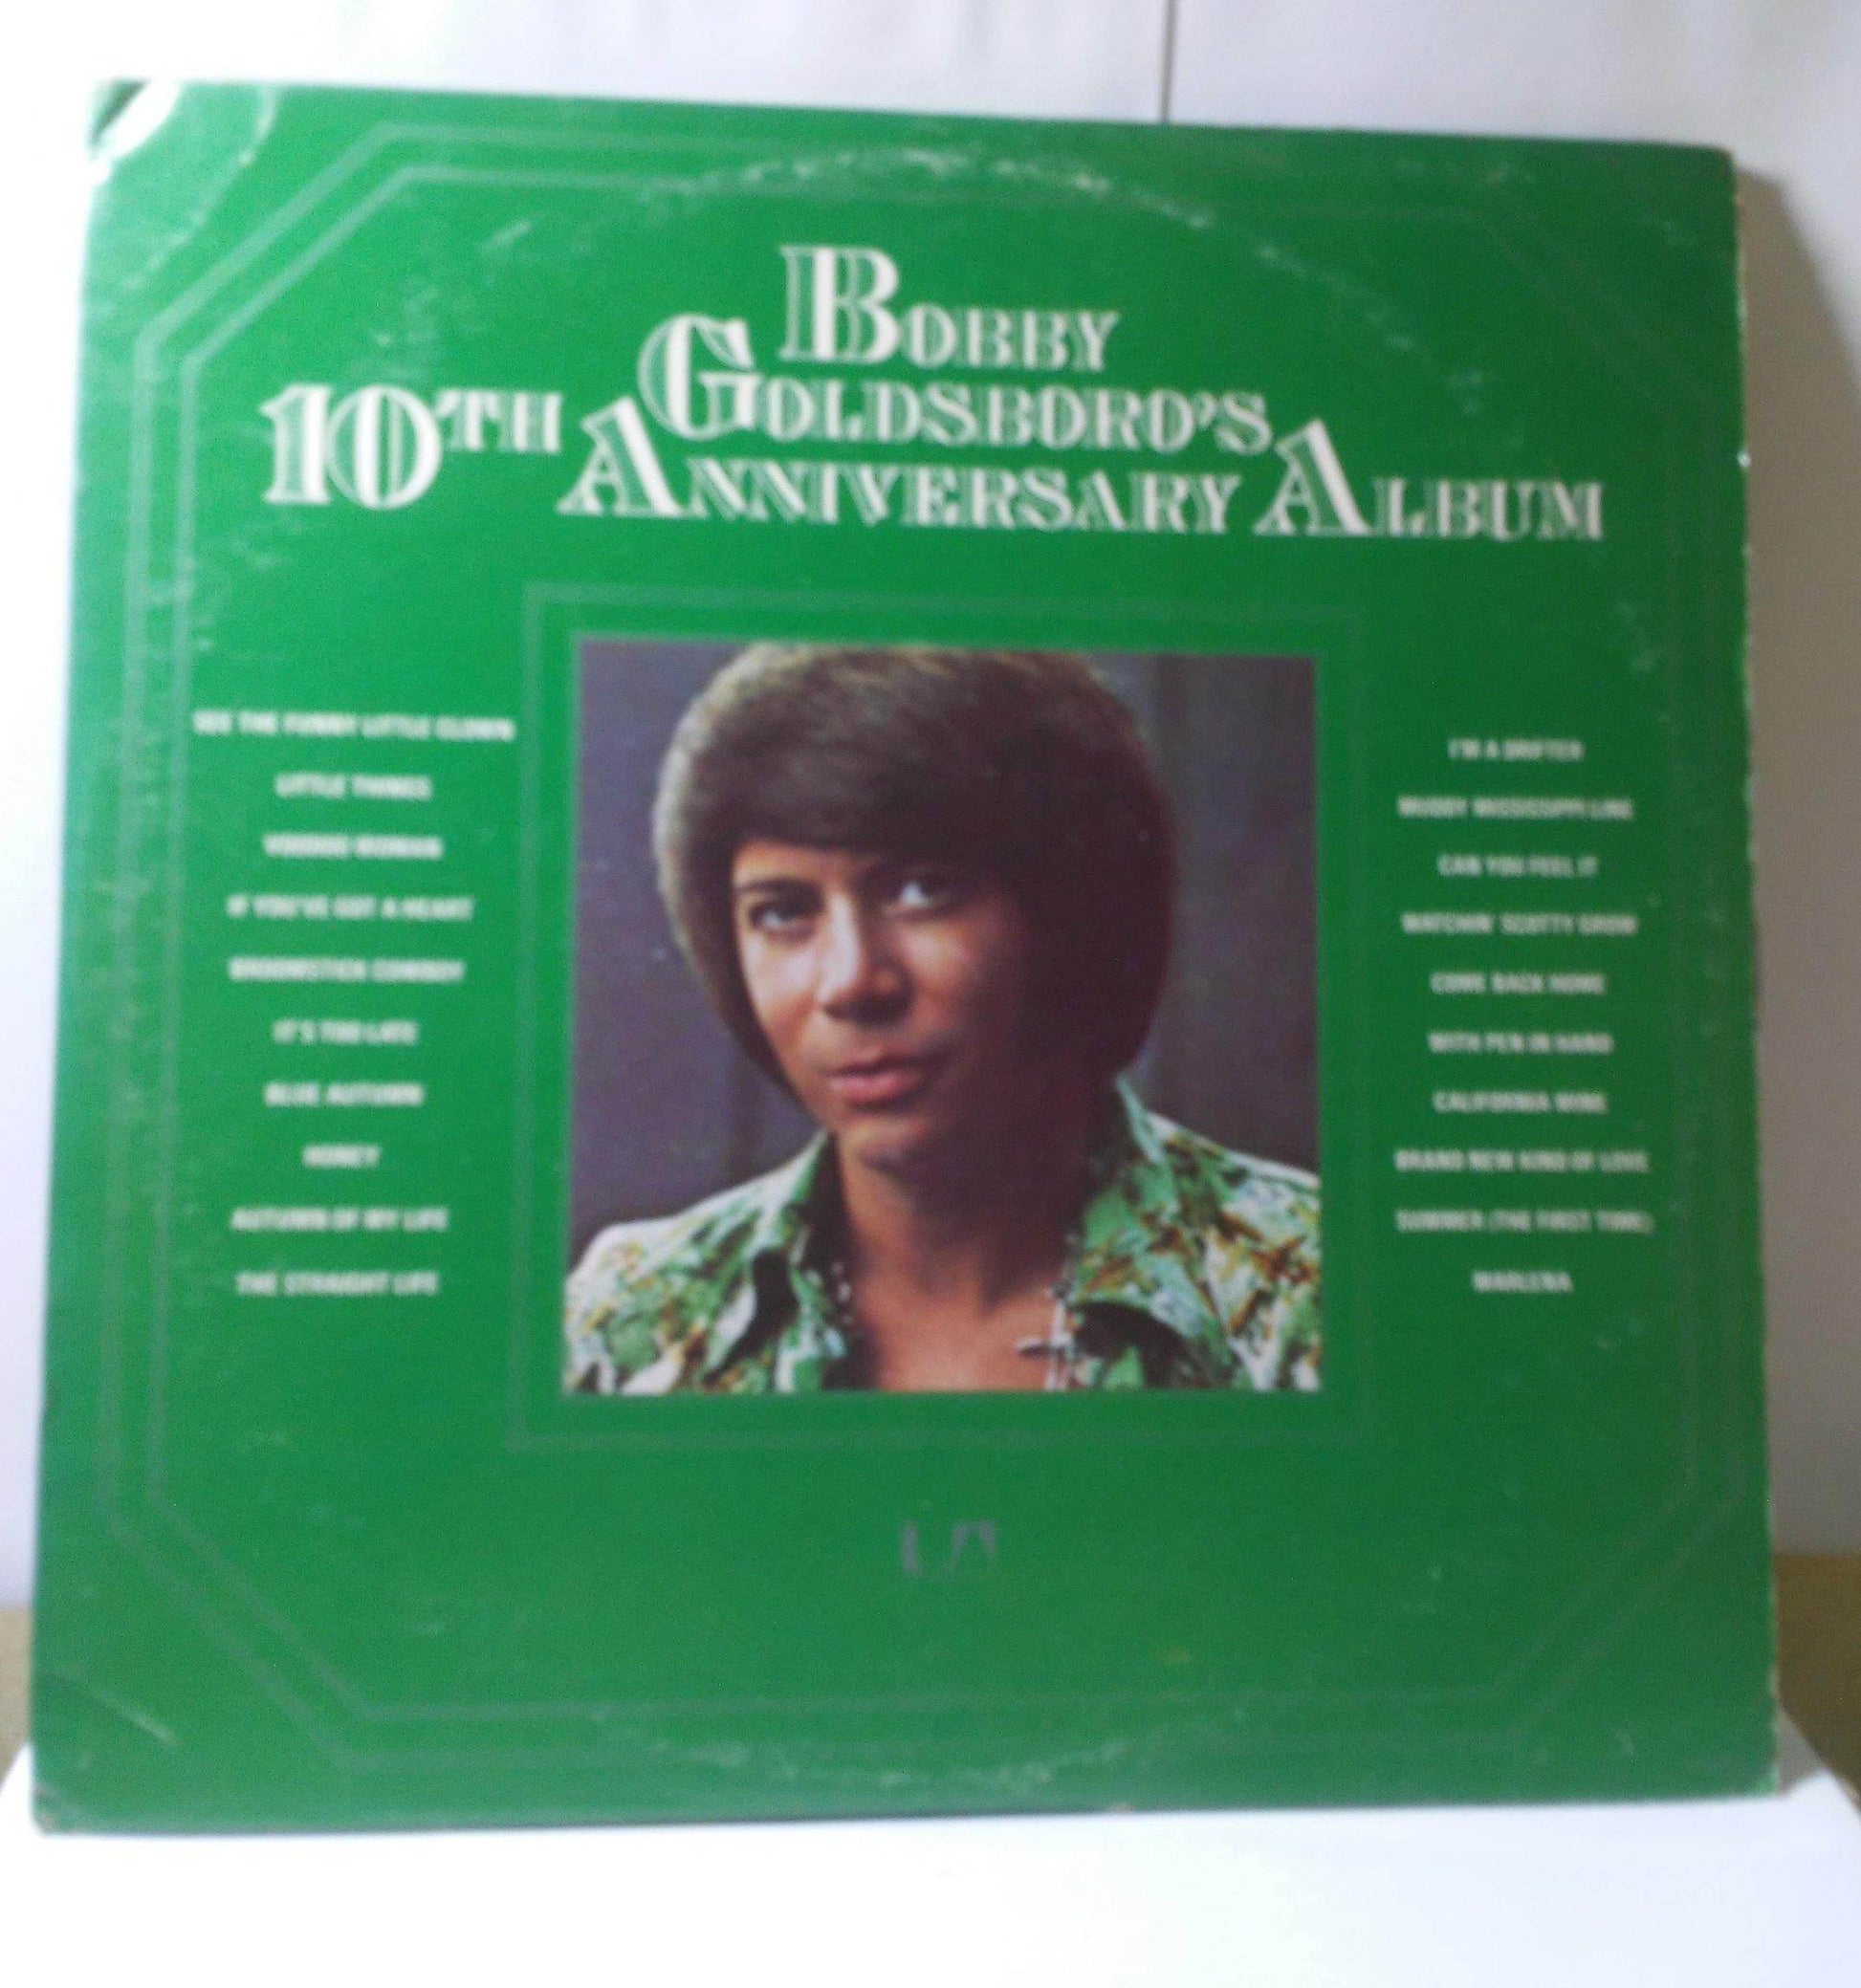 BOBBY
GOLDSBORO'S
10TH ANNIVERSARY ALBUM
SEE THE FUNNY LITTLE CLOWN
LITTLE THINGS
VOODOO WOMAN
IF YOU'VE GOT A HEART
BROOMSTICK COWBOY
IT'S TOO LATE
BLUE AUTUMN
HONEY
AUTUMN OF MY LIFE
THE STRAIGHT LIFE
I'M A DRIFTER
MUDDY MISSISSIPPI LINE
CAN YOU FEEL IT
WATCHIN' SCOTTY GROW
COME BACK HOME
WITH PEN IN HAND
CALIFORNIA WINE
BRAND NEW KIND OF LOVE
SUMMER (THE FIRST TIME)
MARLENA
UA